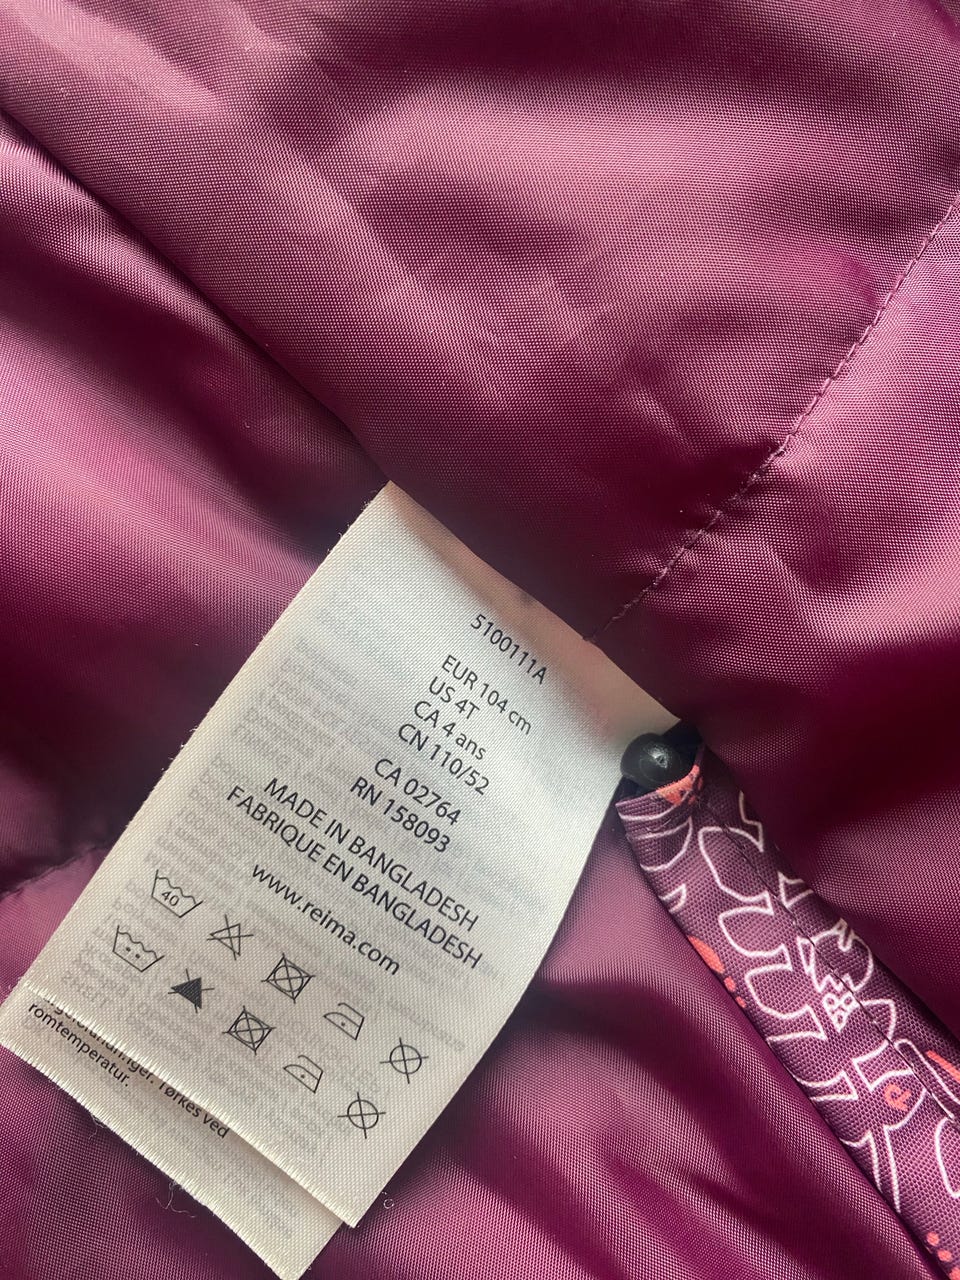 5100111A
EUR 104 cm
US 4T
CA 4 ans
CN 110/52
CA 02764
RN 158093
MADE IN BANGLADESH
FABRIQUE EN BANGLADESH
www.reima.com
40
Tørkes ved
romtemperatur.